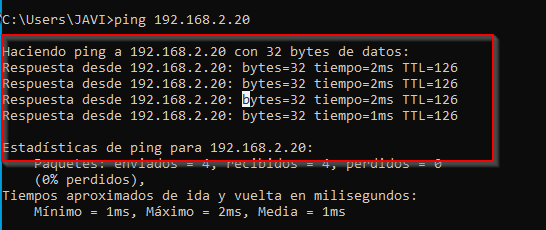 C:\Users\JAVI>ping 192.168.2.20
Haciendo ping a 192.168.2.20 con 32 bytes de datos:
Respuesta desde 192.168.2.20: bytes=32 tiempo=2ms TTL=126
Respuesta desde 192.168.2.20: bytes=32 tiempo=2ms TTL=126
Respuesta desde 192.168.2.20: bytes=32 tiempo=2ms TTL=126
Respuesta desde 192.168.2.20: bytes=32 tiempo=1ms TTL=126
Estadísticas de ping para 192.168.2.20:
Paquetes: enviados = 4, recibidos = 4, perdidos = 0
(0% perdidos),
Tiempos aproximados de ida y vuelta en milisegundos:
Mínimo = 1ms, Máximo = 2ms, Media = 1ms